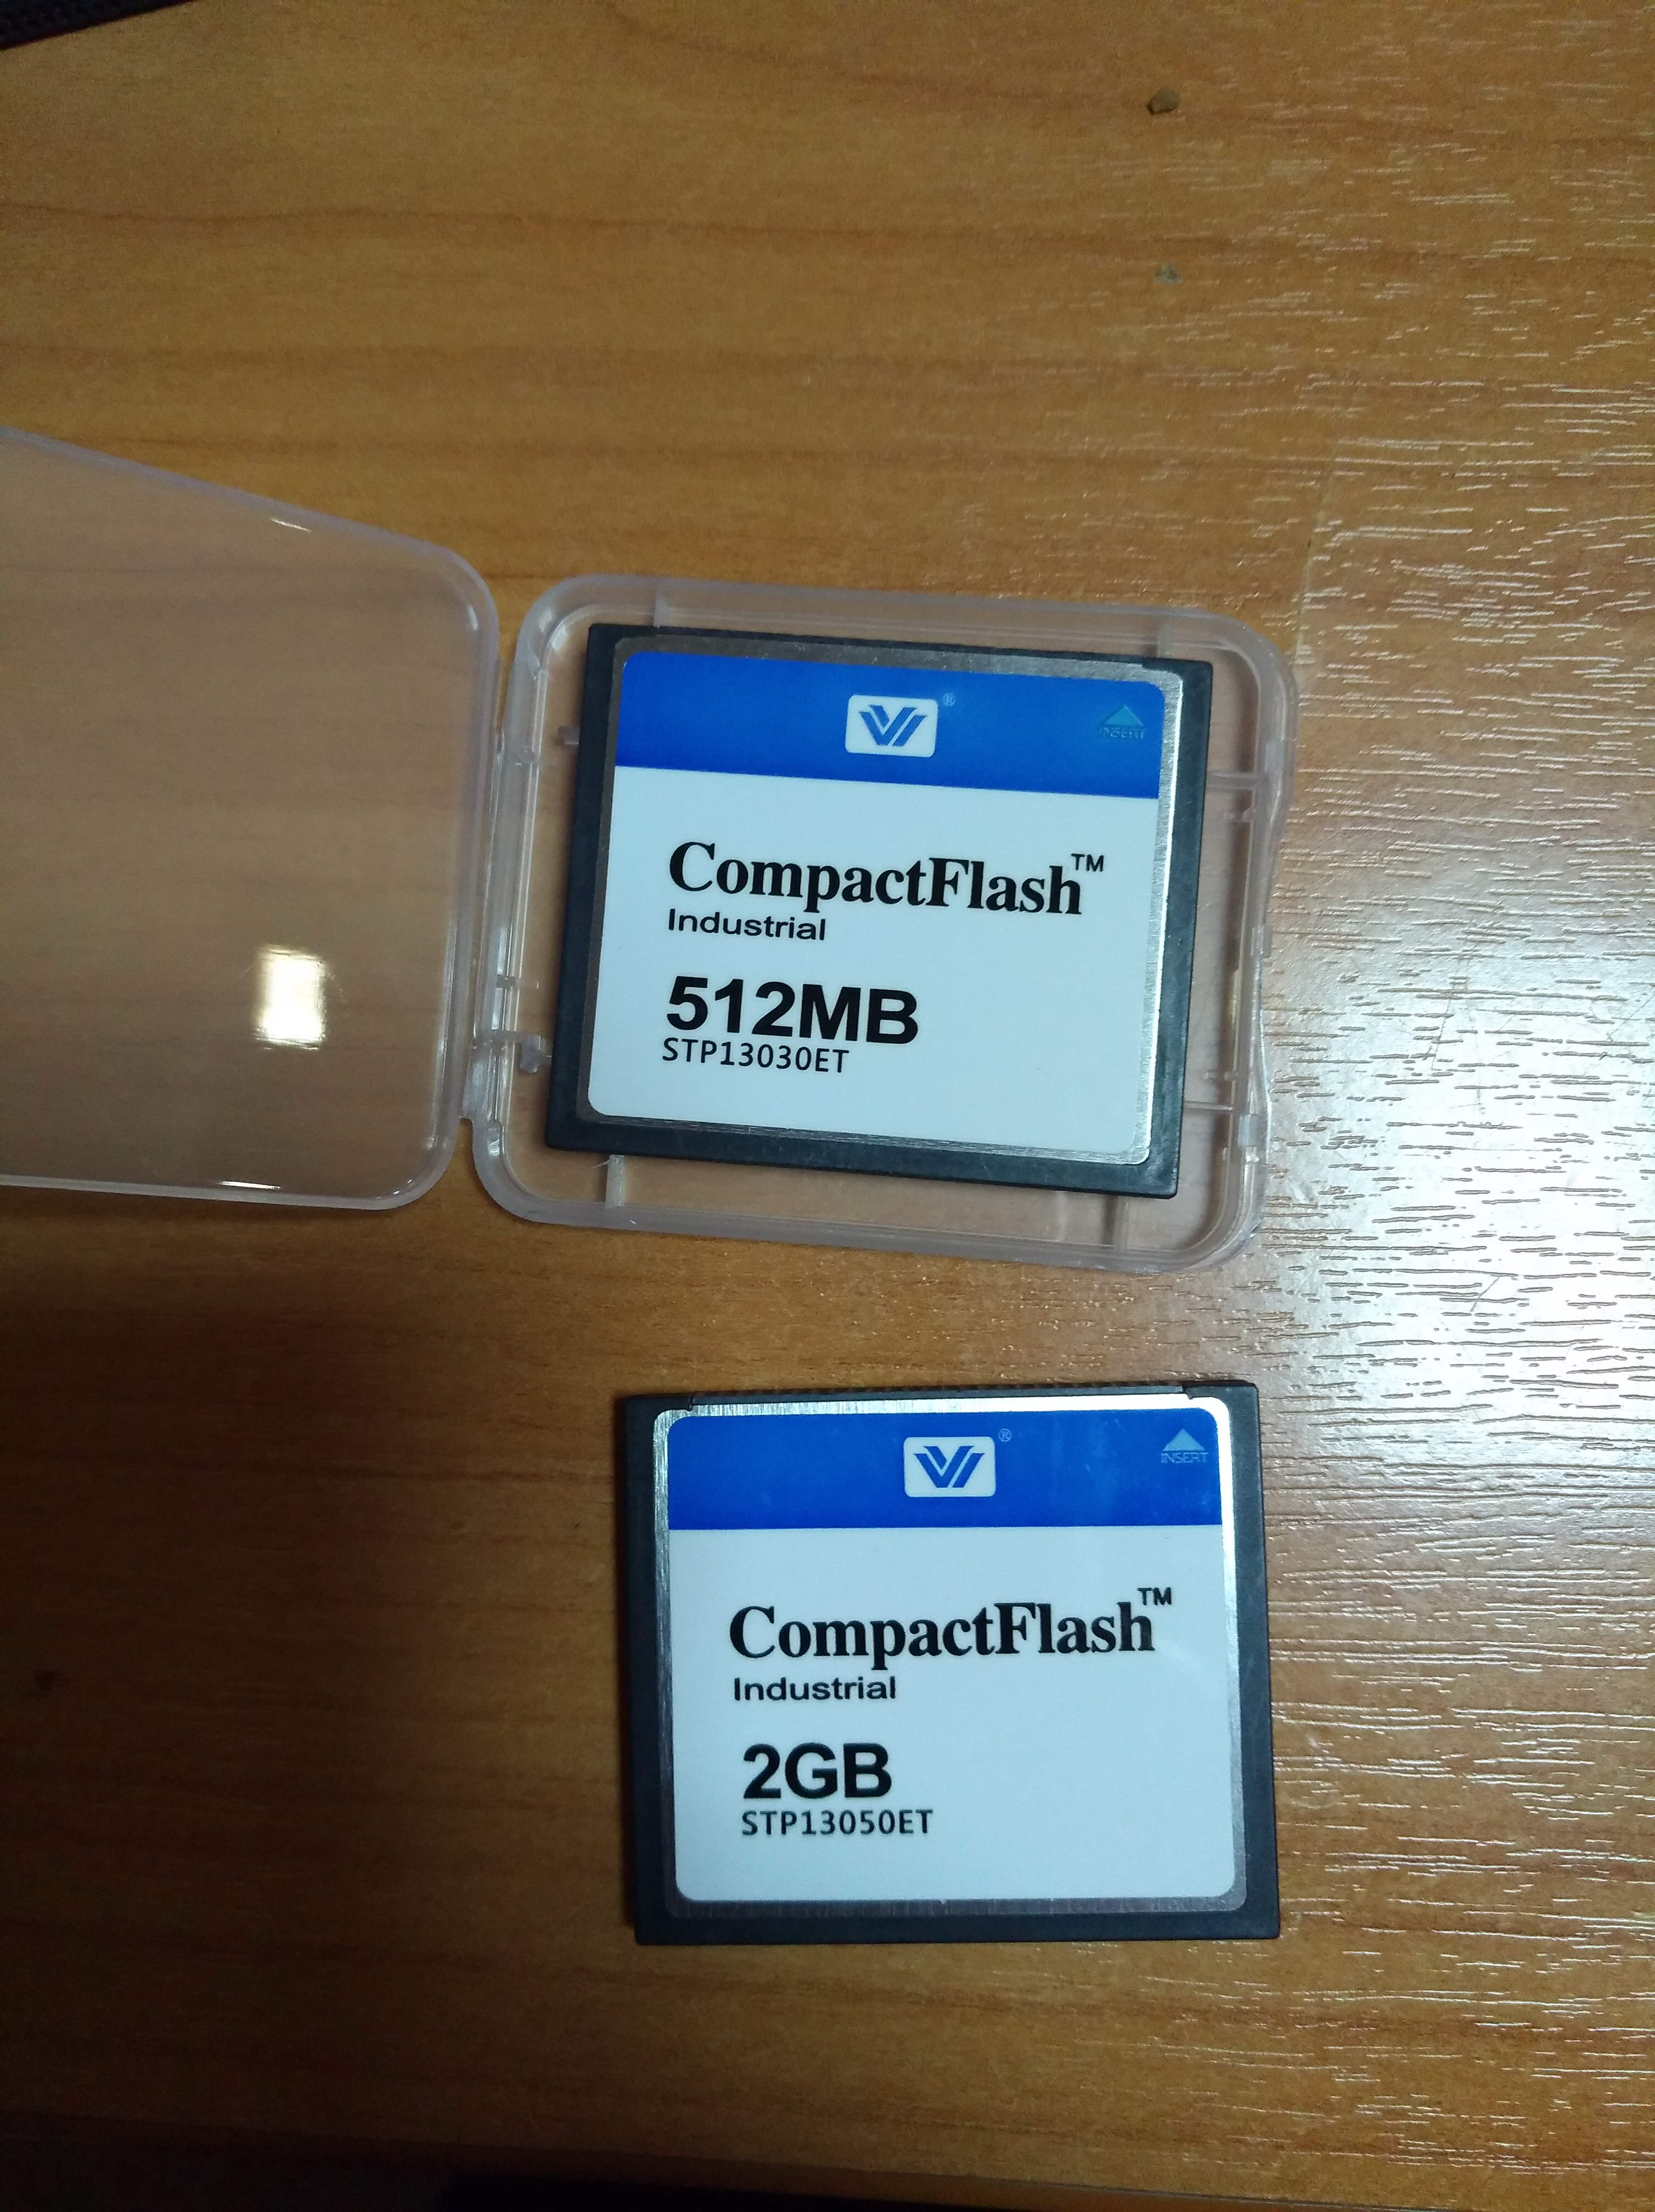 ®
INSERT
CompactFlash™
Industrial
512MB
STP13030ET
®
INSERT
CompactFlash™
Industrial
2GB
STP13050ET